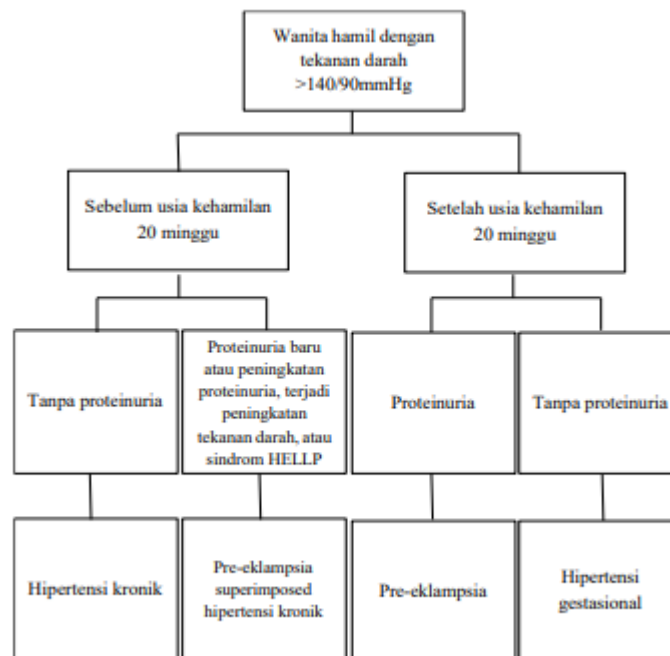 Wanita hamil dengan
tekanan darah
>140/90mmHg
Sebelum usia kehamilan
20 minggu
Setelah usia kehamilan
20 minggu
Tanpa proteinuria
Proteinuria baru
atau peningkatan
proteinuria, terjadi
peningkatan
tekanan darah, atau
sindrom HELLP
Proteinuria
Tanpa proteinuria
Hipertensi kronik
Pre-eklampsia
superimposed
hipertensi kronik
Pre-eklampsia
Hipertensi
gestasional